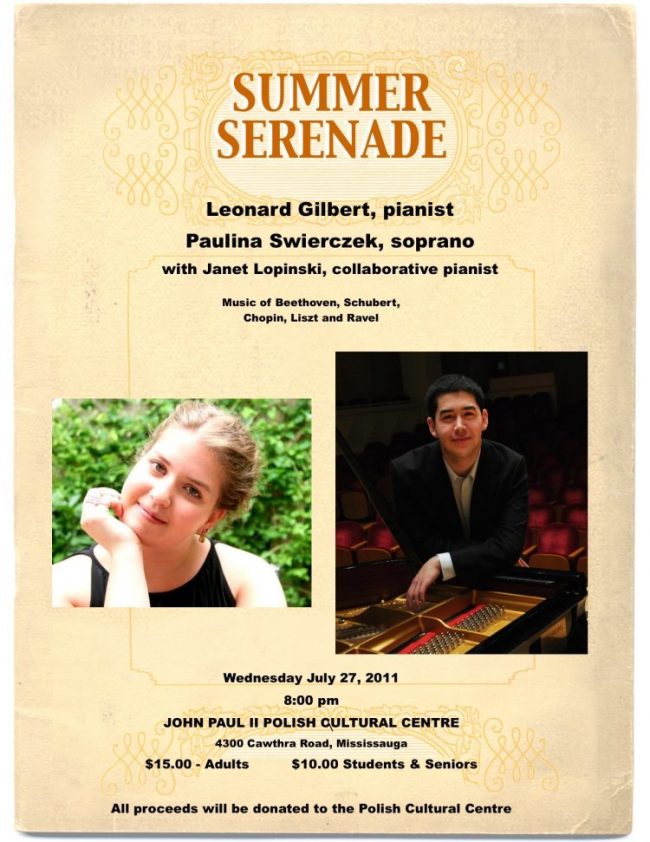 SUMMER
SERENADE
Leonard Gilbert, pianist
Paulina Swierczek, soprano
with Janet Lopinski, collaborative pianist
Music of Beethoven, Schubert,
Chopin, Liszt and Ravel
Wednesday July 27, 2011
8:00 pm
JOHN PAUL II POLISH CULTURAL CENTRE
4300 Cawthra Road, Mississauga
$15.00 - Adults $10.00 Students & Seniors
All proceeds will be donated to the Polish Cultural Centre